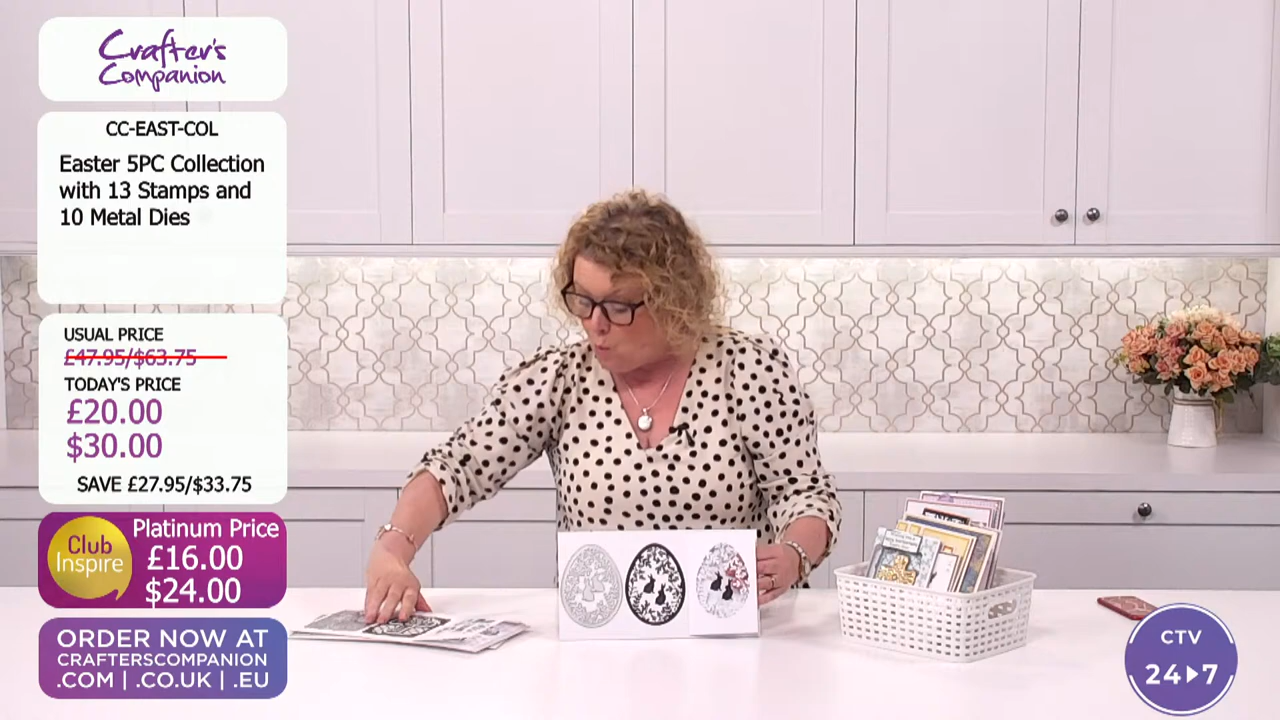 Crafter's
Companion
CC-EAST-COL
Easter 5PC Collection
with 13 Stamps and
10 Metal Dies
USUAL PRICE
£47.95/$63.75
TODAY'S PRICE
£20.00
$30.00
SAVE £27.95/$33.75
Club
Inspire
Platinum Price
£16.00
$24.00
ORDER NOW AT
CRAFTERSCOMPANION
.COM | .CO.UK | .EU
CTV
24▶7